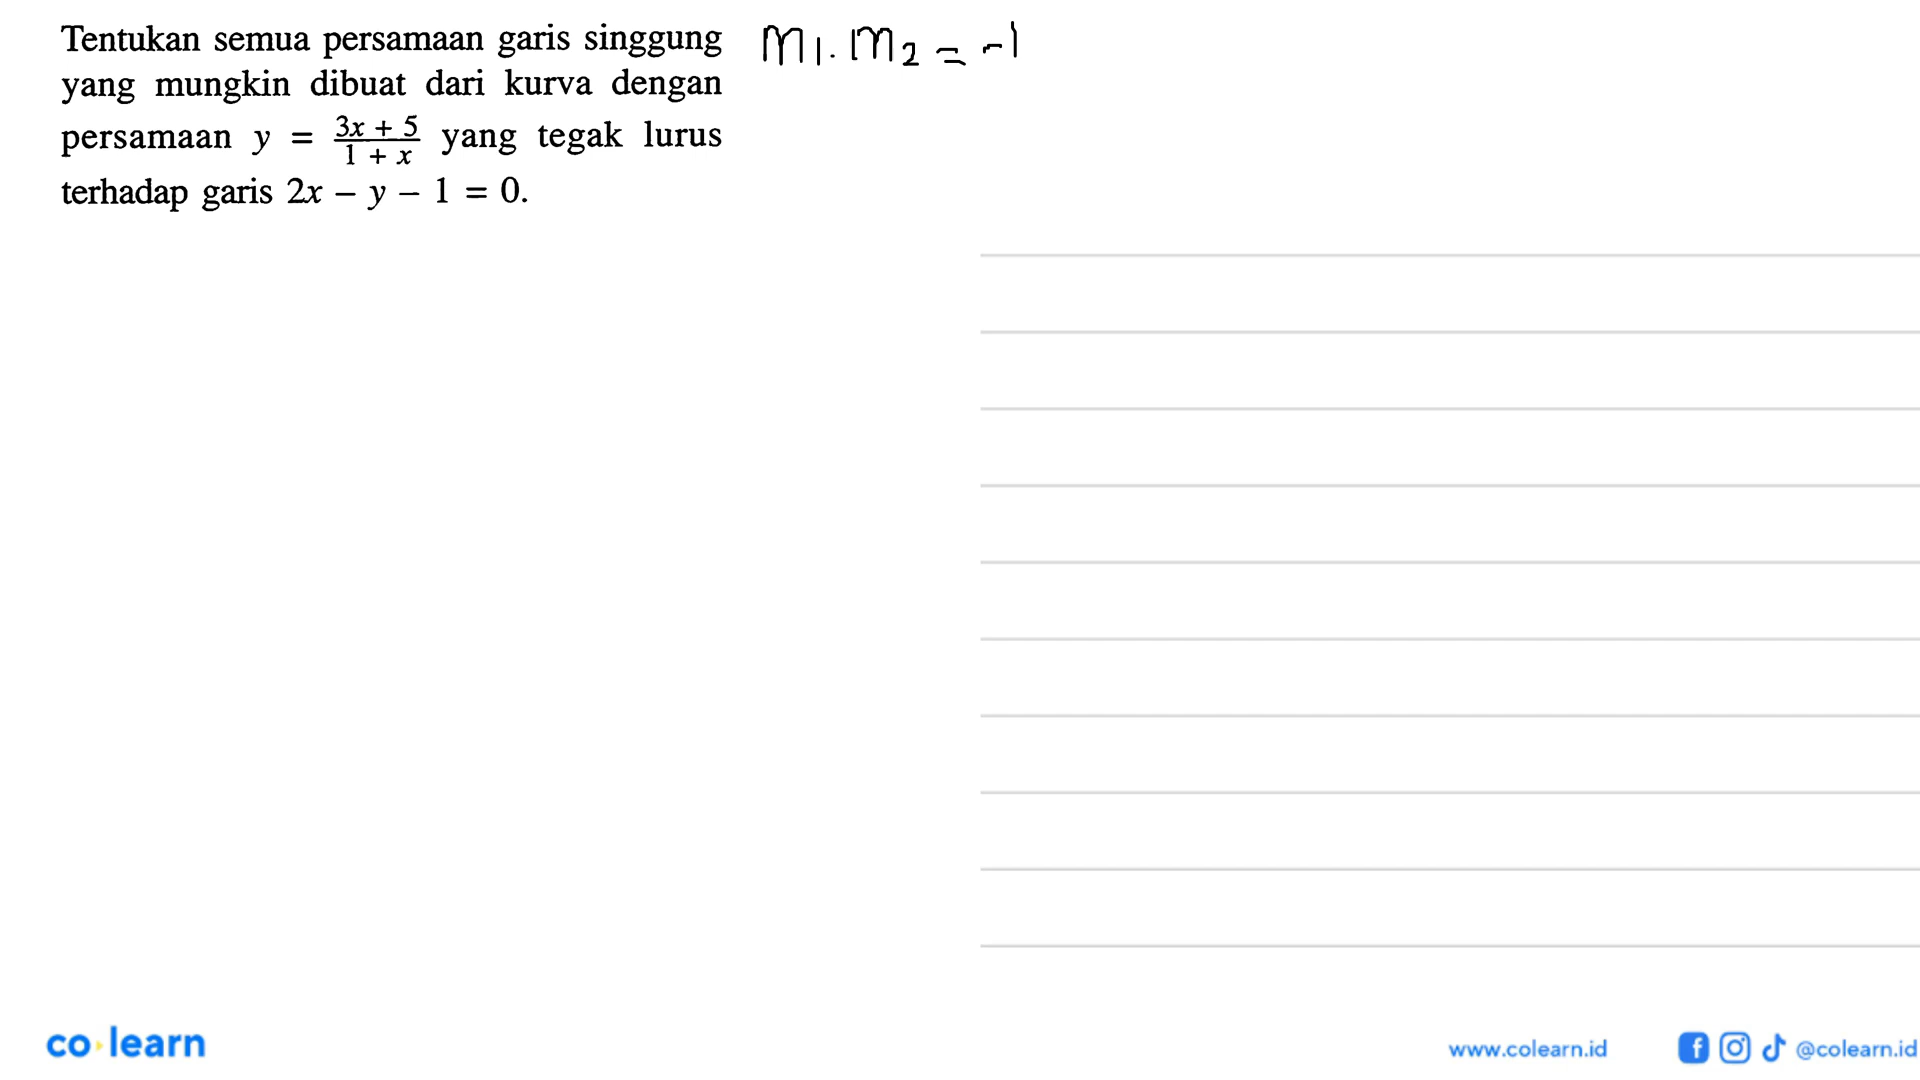 Tentukan semua persamaan garis singgung
yang mungkin dibuat dari kurva dengan
persamaan y = \frac{3x + 5}{1 + x} yang tegak lurus
terhadap garis 2x – y – 1 = 0.
m₁ . m₂ = -1
co learn
www.colearn.id
@colearn.id